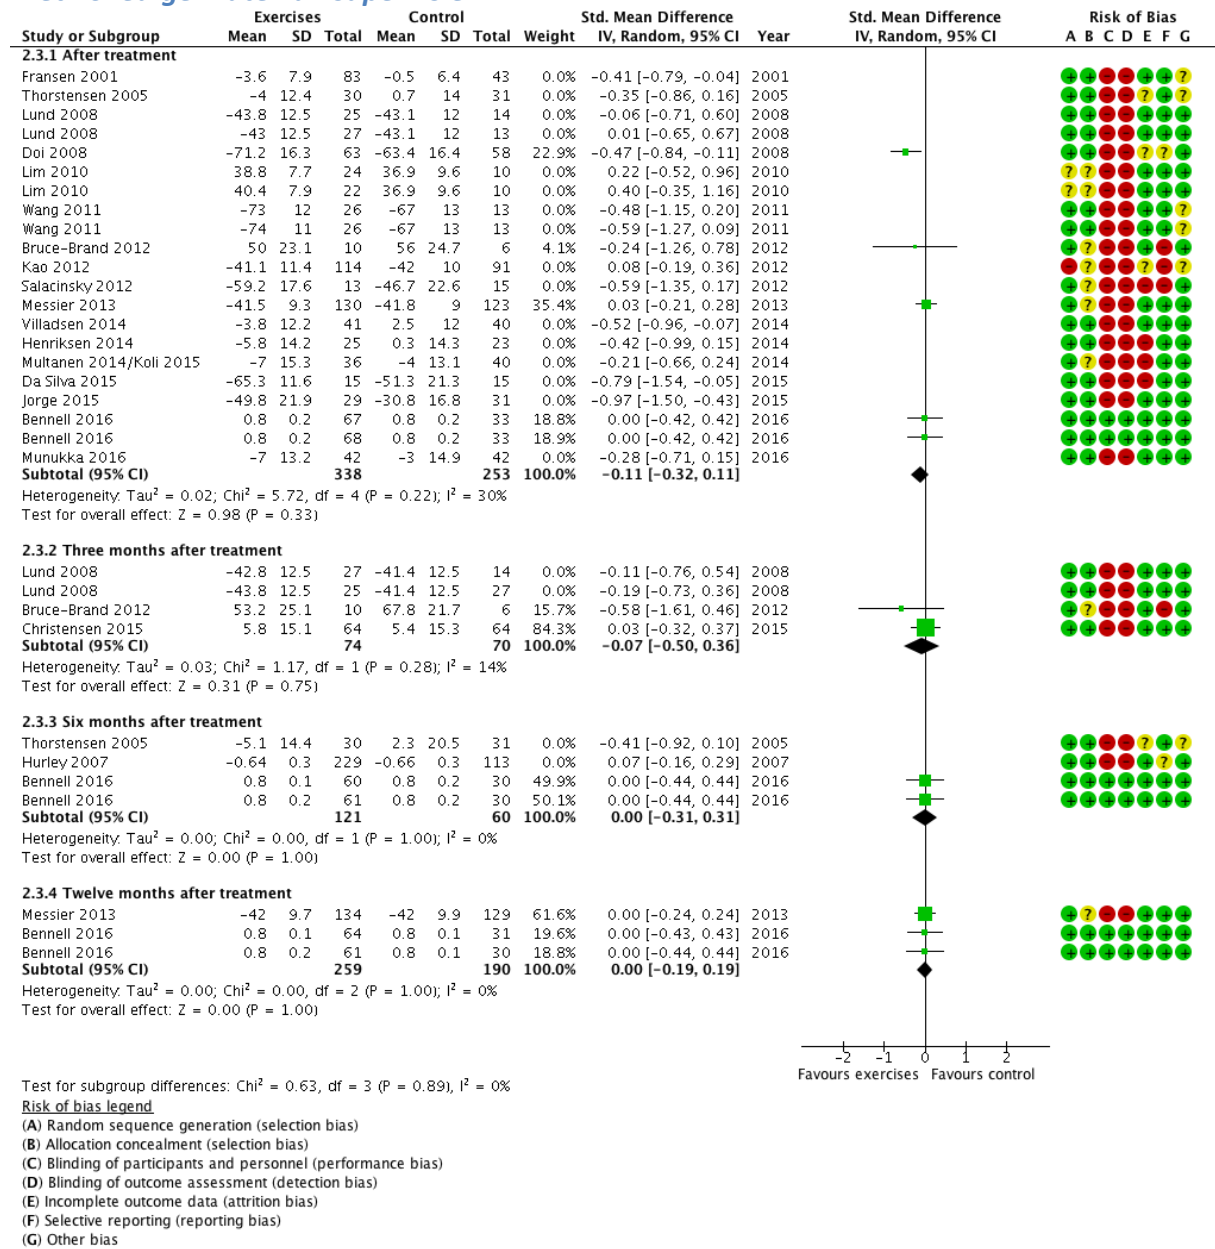 Exercises Control Std. Mean Difference Std. Mean Difference Risk of Bias
Study or Subgroup Mean SD Total Mean SD Total Weight IV, Random, 95% CI Year IV, Random, 95% CI A B C D E F G
2.3.1 After treatment
Fransen 2001 −3.6 7.9 83 −0.5 6.4 43 0.0% −0.41 [−0.79, −0.04] 2001 + + − − + + ?
Thorstensen 2005 −4 12.4 30 0.7 14 31 0.0% −0.35 [−0.86, 0.16] 2005 + + − − ? + ?
Lund 2008 −43.8 12.5 25 −43.1 12 14 0.0% −0.06 [−0.71, 0.60] 2008 + + − − + + +
Lund 2008 −43 12.5 27 −43.1 12 13 0.0% 0.01 [−0.65, 0.67] 2008 + + − − + + +
Doi 2008 −71.2 16.3 63 −63.4 16.4 58 22.9% −0.47 [−0.84, −0.11] 2008 + + − − ? ? +
Lim 2010 38.8 7.7 24 36.9 9.6 10 0.0% 0.22 [−0.52, 0.96] 2010 ? ? − − + + +
Lim 2010 40.4 7.9 22 36.9 9.6 10 0.0% 0.40 [−0.35, 1.16] 2010 ? ? − − + + +
Wang 2011 −73 12 26 −67 13 13 0.0% −0.48 [−1.15, 0.20] 2011 + + − − + + ?
Wang 2011 −74 11 26 −67 13 13 0.0% −0.59 [−1.27, 0.09] 2011 + + − − + + ?
Bruce−Brand 2012 50 23.1 10 56 24.7 6 4.1% −0.24 [−1.26, 0.78] 2012 + ? − − + − +
Kao 2012 −41.1 11.4 114 −42 10 91 0.0% 0.08 [−0.19, 0.36] 2012 − ? − − ? − ?
Salacinsky 2012 −59.2 17.6 13 −46.7 22.6 15 0.0% −0.59 [−1.35, 0.17] 2012 + ? − − − − +
Messier 2013 −41.5 9.3 130 −41.8 9 123 35.4% 0.03 [−0.21, 0.28] 2013 + ? − − + + +
Villadsen 2014 −3.8 12.2 41 2.5 12 40 0.0% −0.52 [−0.96, −0.07] 2014 + + − − + + +
Henriksen 2014 −5.8 14.2 25 0.3 14.3 23 0.0% −0.42 [−0.99, 0.15] 2014 + + − − − + +
Multanen 2014/Koli 2015 −7 15.3 36 −4 13.1 40 0.0% −0.21 [−0.66, 0.24] 2014 + ? − − + + +
Da Silva 2015 −65.3 11.6 15 −51.3 21.3 15 0.0% −0.79 [−1.54, −0.05] 2015 + + − − − + +
Jorge 2015 −49.8 21.9 29 −30.8 16.8 31 0.0% −0.97 [−1.50, −0.43] 2015 + + − − + + +
Bennell 2016 0.8 0.2 67 0.8 0.2 33 18.8% 0.00 [−0.42, 0.42] 2016 + + + + + + +
Bennell 2016 0.8 0.2 68 0.8 0.2 33 18.9% 0.00 [−0.42, 0.42] 2016 + + + + + + +
Munukka 2016 −7 13.2 42 −3 14.9 42 0.0% −0.28 [−0.71, 0.15] 2016 + + − − + + +
Subtotal (95% CI) 338 253 100.0% −0.11 [−0.32, 0.11]
Heterogeneity: Tau² = 0.02; Chi² = 5.72, df = 4 (P = 0.22); I² = 30%
Test for overall effect: Z = 0.98 (P = 0.33)
2.3.2 Three months after treatment
Lund 2008 −42.8 12.5 27 −41.4 12.5 14 0.0% −0.11 [−0.76, 0.54] 2008 + + − − + + +
Lund 2008 −43.8 12.5 25 −41.4 12.5 27 0.0% −0.19 [−0.73, 0.36] 2008 + + − − + + +
Bruce−Brand 2012 53.2 25.1 10 67.8 21.7 6 15.7% −0.58 [−1.61, 0.46] 2012 + ? − − + − +
Christensen 2015 5.8 15.1 64 5.4 15.3 64 84.3% 0.03 [−0.32, 0.37] 2015 + + − − + + +
Subtotal (95% CI) 74 70 100.0% −0.07 [−0.50, 0.36]
Heterogeneity: Tau² = 0.03; Chi² = 1.17, df = 1 (P = 0.28); I² = 14%
Test for overall effect: Z = 0.31 (P = 0.75)
2.3.3 Six months after treatment
Thorstensen 2005 −5.1 14.4 30 2.3 20.5 31 0.0% −0.41 [−0.92, 0.10] 2005 + + − − ? + ?
Hurley 2007 −0.64 0.3 229 −0.66 0.3 113 0.0% 0.07 [−0.16, 0.29] 2007 + + − − + ? +
Bennell 2016 0.8 0.1 60 0.8 0.2 30 49.9% 0.00 [−0.44, 0.44] 2016 + + + + + + +
Bennell 2016 0.8 0.2 61 0.8 0.2 30 50.1% 0.00 [−0.44, 0.44] 2016 + + + + + + +
Subtotal (95% CI) 121 60 100.0% 0.00 [−0.31, 0.31]
Heterogeneity: Tau² = 0.00; Chi² = 0.00, df = 1 (P = 1.00); I² = 0%
Test for overall effect: Z = 0.00 (P = 1.00)
2.3.4 Twelve months after treatment
Messier 2013 −42 9.7 134 −42 9.9 129 61.6% 0.00 [−0.24, 0.24] 2013 + ? − − + + +
Bennell 2016 0.8 0.1 64 0.8 0.1 31 19.6% 0.00 [−0.43, 0.43] 2016 + + + + + + +
Bennell 2016 0.8 0.2 61 0.8 0.1 30 18.8% 0.00 [−0.44, 0.44] 2016 + + + + + + +
Subtotal (95% CI) 259 190 100.0% 0.00 [−0.19, 0.19]
Heterogeneity: Tau² = 0.00; Chi² = 0.00, df = 2 (P = 1.00); I² = 0%
Test for overall effect: Z = 0.00 (P = 1.00)
−2 −1 0 1 2
Favours exercises Favours control
Test for subgroup differences: Chi² = 0.63, df = 3 (P = 0.89), I² = 0%
Risk of bias legend
(A) Random sequence generation (selection bias)
(B) Allocation concealment (selection bias)
(C) Blinding of participants and personnel (performance bias)
(D) Blinding of outcome assessment (detection bias)
(E) Incomplete outcome data (attrition bias)
(F) Selective reporting (reporting bias)
(G) Other bias